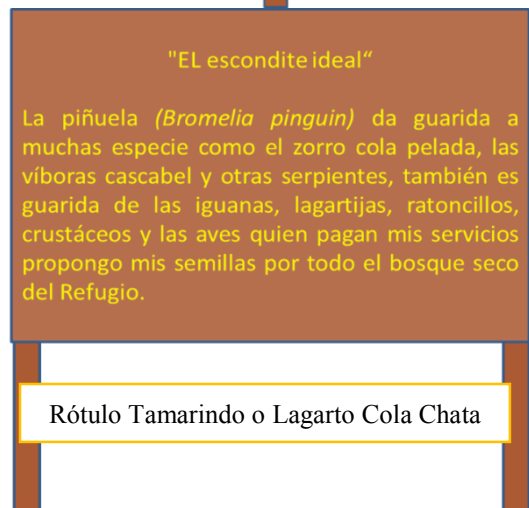 "EL escondite ideal“
La piñuela (Bromelia pinguin) da guarida a
muchas especie como el zorro cola pelada, las
víboras cascabel y otras serpientes, también es
guarida de las iguanas, lagartijas, ratoncillos,
crustáceos y las aves quien pagan mis servicios
propongo mis semillas por todo el bosque seco
del Refugio.
Rótulo Tamarindo o Lagarto Cola Chata